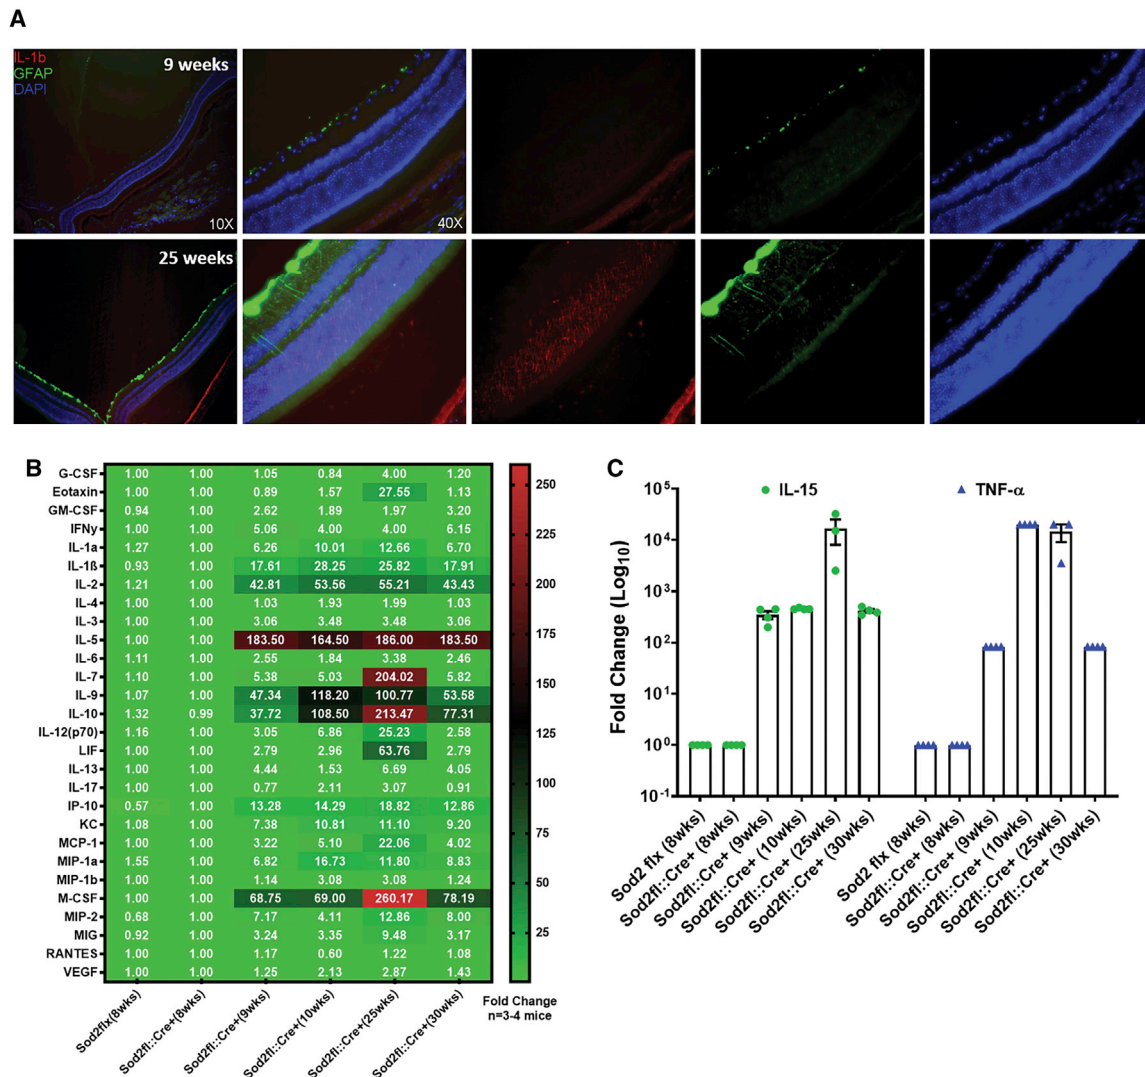 A
IL-1b
GFAP
DAPI
9 weeks
10X
40X
25 weeks
B
G-CSF 1.00 1.00 1.05 0.84 4.00 1.20
Eotaxin 1.00 1.00 0.89 1.57 27.55 1.13
GM-CSF 0.94 1.00 2.62 1.89 1.97 3.20
IFNy 1.00 1.00 5.06 4.00 4.00 6.15
IL-1a 1.27 1.00 6.26 10.01 12.66 6.70
IL-1ß 0.93 1.00 17.61 28.25 25.82 17.91
IL-2 1.21 1.00 42.81 53.56 55.21 43.43
IL-4 1.00 1.00 1.03 1.93 1.99 1.03
IL-3 1.00 1.00 3.06 3.48 3.48 3.06
IL-5 1.00 1.00 183.50 164.50 186.00 183.50
IL-6 1.11 1.00 2.55 1.84 3.38 2.46
IL-7 1.10 1.00 5.38 5.03 204.02 5.82
IL-9 1.07 1.00 47.34 118.20 100.77 53.58
IL-10 1.32 0.99 37.72 108.50 213.47 77.31
IL-12(p70) 1.16 1.00 3.05 6.86 25.23 2.58
LIF 1.00 1.00 2.79 2.96 63.76 2.79
IL-13 1.00 1.00 4.44 1.53 6.69 4.05
IL-17 1.00 1.00 0.77 2.11 3.07 0.91
IP-10 0.57 1.00 13.28 14.29 18.82 12.86
KC 1.08 1.00 7.38 10.81 11.10 9.20
MCP-1 1.00 1.00 3.22 5.10 22.06 4.02
MIP-1a 1.55 1.00 6.82 16.73 11.80 8.83
MIP-1b 1.00 1.00 1.14 3.08 3.08 1.24
M-CSF 1.00 1.00 68.75 69.00 260.17 78.19
MIP-2 0.68 1.00 7.17 4.11 12.86 8.00
MIG 0.92 1.00 3.24 3.35 9.48 3.17
RANTES 1.00 1.00 1.17 0.60 1.22 1.08
VEGF 1.00 1.00 1.25 2.13 2.87 1.43
Sod2flx(8wks)
Sod2fl::Cre+(8wks)
Sod2fl::Cre+(9wks)
Sod2fl::Cre+(10wks)
Sod2fl::Cre+(25wks)
Sod2fl::Cre+(30wks)
250
225
200
175
150
125
100
75
50
25
Fold Change
n=3-4 mice
C
IL-15
TNF-α
Fold Change (Log10)
10^5
10^4
10^3
10^2
10^1
10^0
10^-1
Sod2 flx (8wks)
Sod2fl::Cre+ (8wks)
Sod2fl::Cre+ (9wks)
Sod2fl::Cre+ (10wks)
Sod2fl::Cre+ (25wks)
Sod2fl::Cre+ (30wks)
Sod2 flx (8wks)
Sod2fl::Cre+ (8wks)
Sod2fl::Cre+ (9wks)
Sod2fl::Cre+ (10wks)
Sod2fl::Cre+ (25wks)
Sod2fl::Cre+ (30wks)